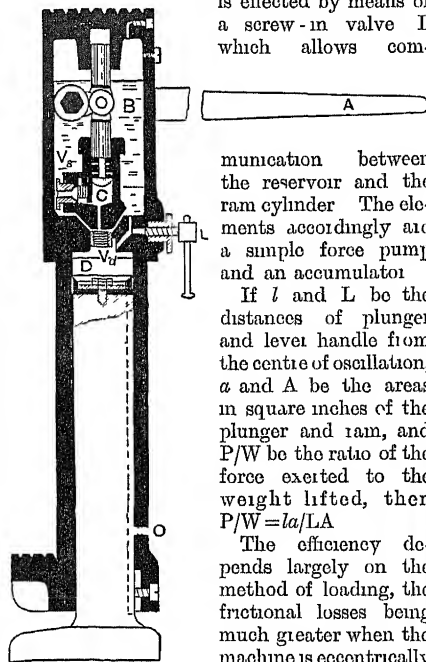 is effected by means of
a screw-in valve L
which allows com-
munication between
the reservoir and the
ram cylinder The ele-
ments accordingly are
a simple force pump
and an accumulator
If l and L be the
distances of plunger
and lever handle from
the centre of oscillation,
a and A be the areas
in square inches of the
plunger and ram, and
P/W be the ratio of the
force exerted to the
weight lifted, then
P/W = la/LA
The efficiency de-
pends largely on the
method of loading, the
frictional losses being
much greater when the
machine is eccentrically
B
A
Vs
C
L
Vd
D
O